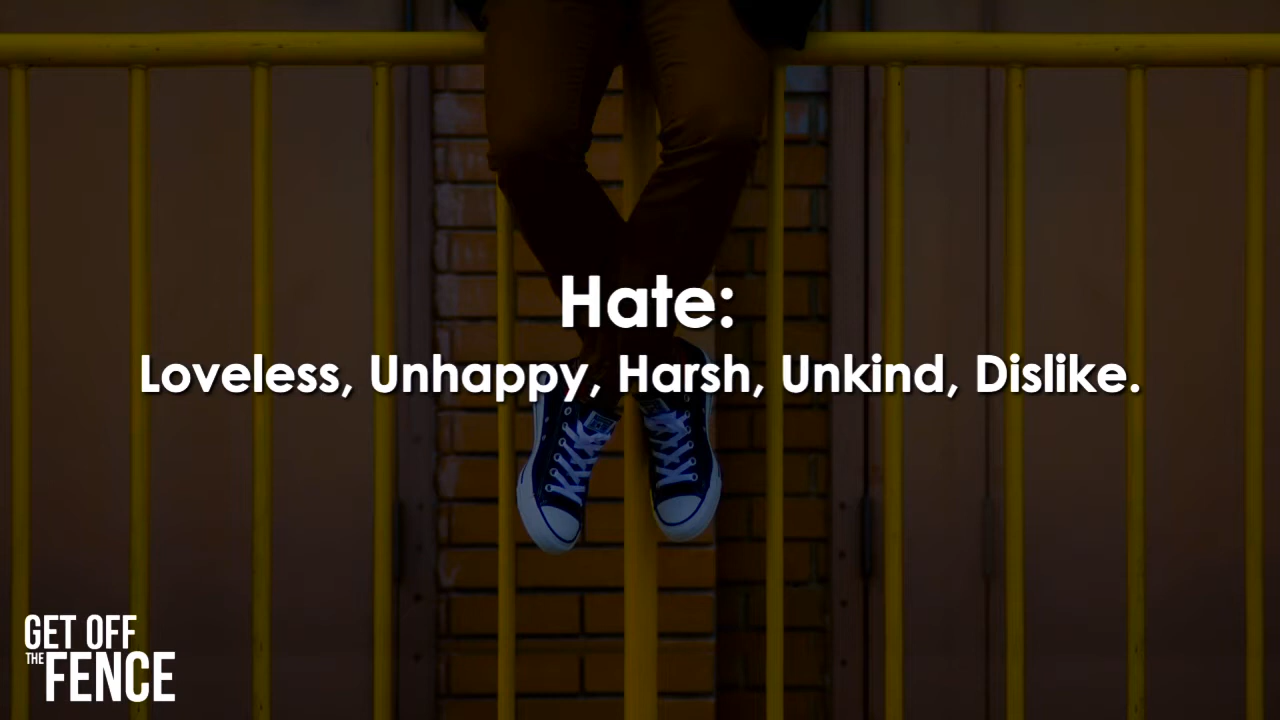 Hate:
Loveless, Unhappy, Harsh, Unkind, Dislike.
GET OFF
THE FENCE